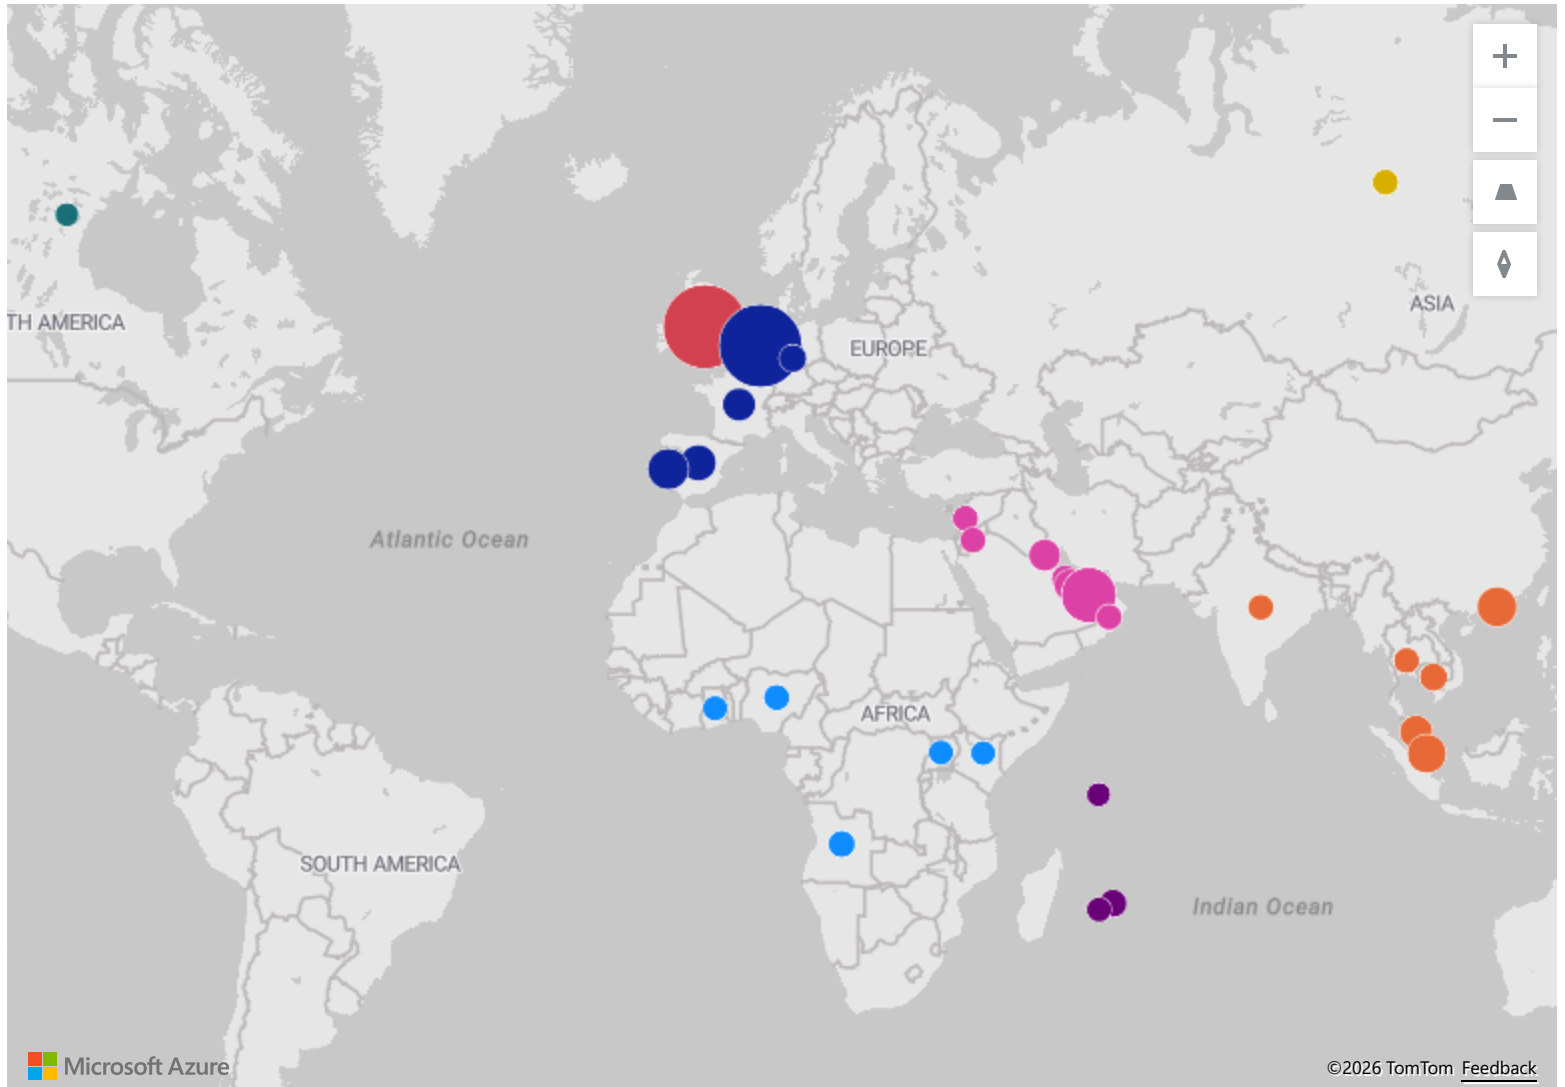 TH AMERICA
ASIA
EUROPE
Atlantic Ocean
AFRICA
SOUTH AMERICA
Indian Ocean
Microsoft Azure
©2026 TomTom Feedback